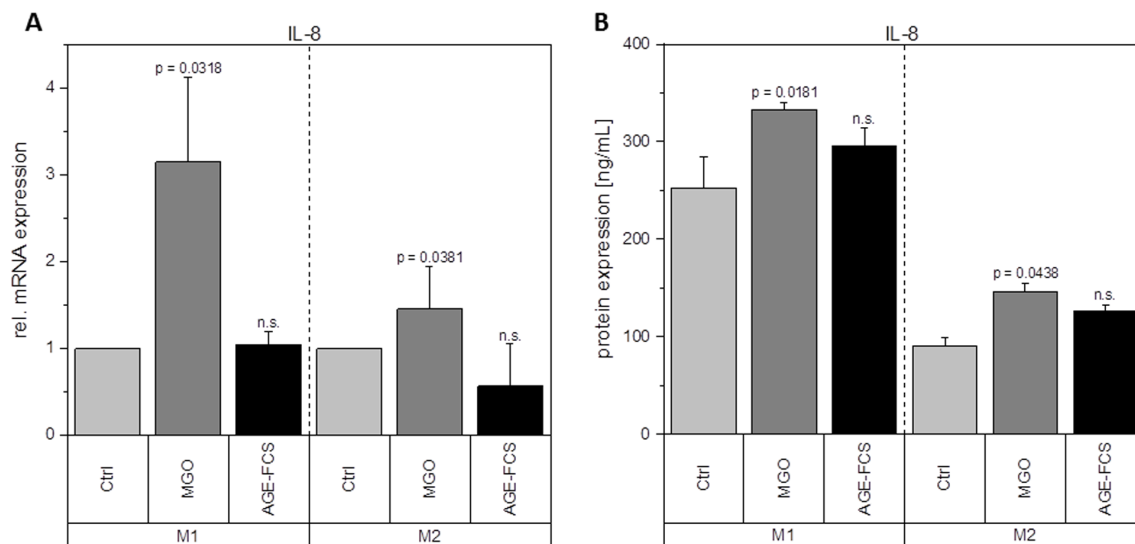 A
IL-8
rel. mRNA expression
4
3
2
1
0
p = 0.0318
n.s.
p = 0.0381
n.s.
Ctrl
MGO
AGE-FCS
Ctrl
MGO
AGE-FCS
M1
M2
B
IL-8
protein expression [ng/mL]
400
300
200
100
0
p = 0.0181
n.s.
p = 0.0438
n.s.
Ctrl
MGO
AGE-FCS
Ctrl
MGO
AGE-FCS
M1
M2